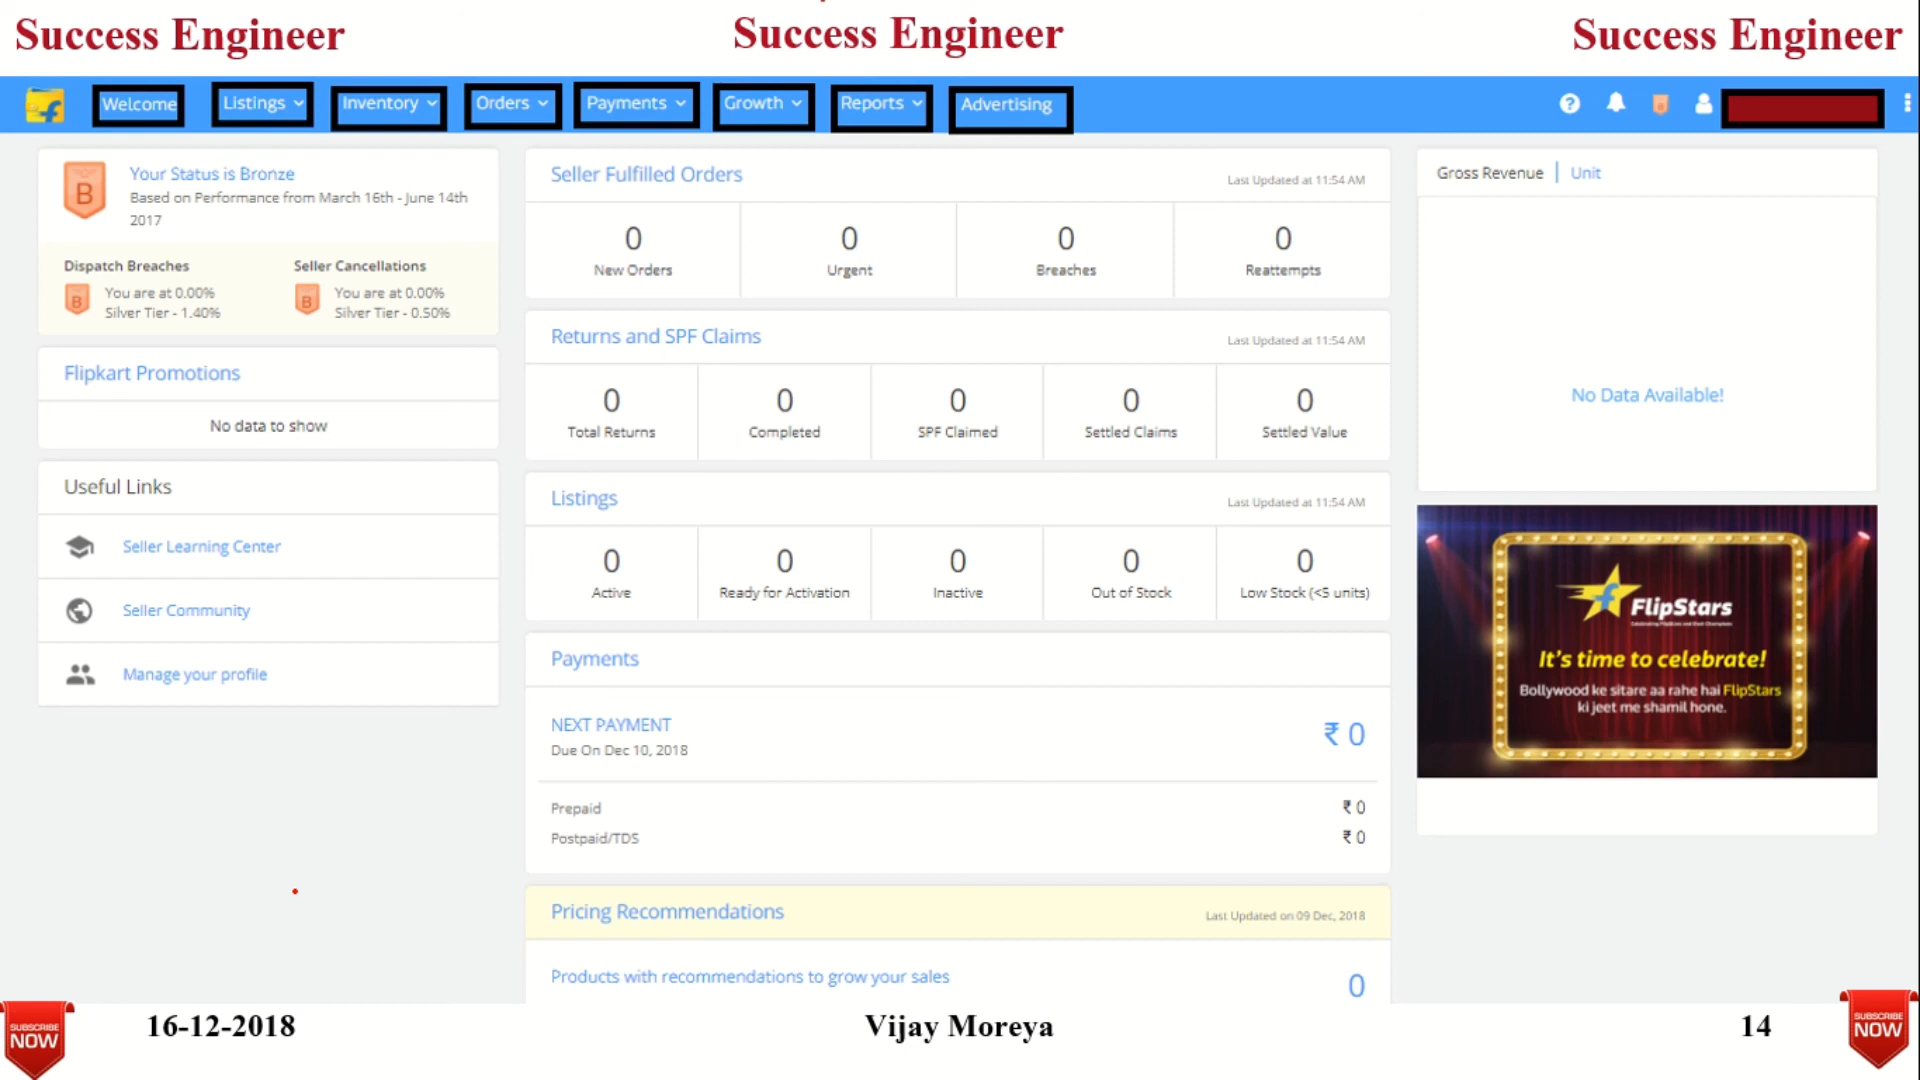 Success Engineer
Success Engineer
Success Engineer
Welcome
Listings
Inventory
Orders
Payments
Growth
Reports
Advertising
B
Your Status is Bronze
Based on Performance from March 16th - June 14th
2017
Dispatch Breaches
B
You are at 0.00%
Silver Tier - 1.40%
Seller Cancellations
B
You are at 0.00%
Silver Tier - 0.50%
Flipkart Promotions
No data to show
Useful Links
Seller Learning Center
Seller Community
Manage your profile
Seller Fulfilled Orders
Last Updated at 11:54 AM
0
New Orders
0
Urgent
0
Breaches
0
Reattempts
Returns and SPF Claims
Last Updated at 11:54 AM
0
Total Returns
0
Completed
0
SPF Claimed
0
Settled Claims
0
Settled Value
Listings
Last Updated at 11:54 AM
0
Active
0
Ready for Activation
0
Inactive
0
Out of Stock
0
Low Stock (<5 units)
Payments
NEXT PAYMENT
Due On Dec 10, 2018
₹ 0
Prepaid
₹ 0
Postpaid/TDS
₹ 0
Pricing Recommendations
Last Updated on 09 Dec, 2018
Products with recommendations to grow your sales
0
Gross Revenue
Unit
No Data Available!
FlipStars
It's time to celebrate!
Bollywood ke sitare aa rahe hai FlipStars
ki jeet me shamil hone.
SUBSCRIBE
NOW
16-12-2018
Vijay Moreya
14
SUBSCRIBE
NOW